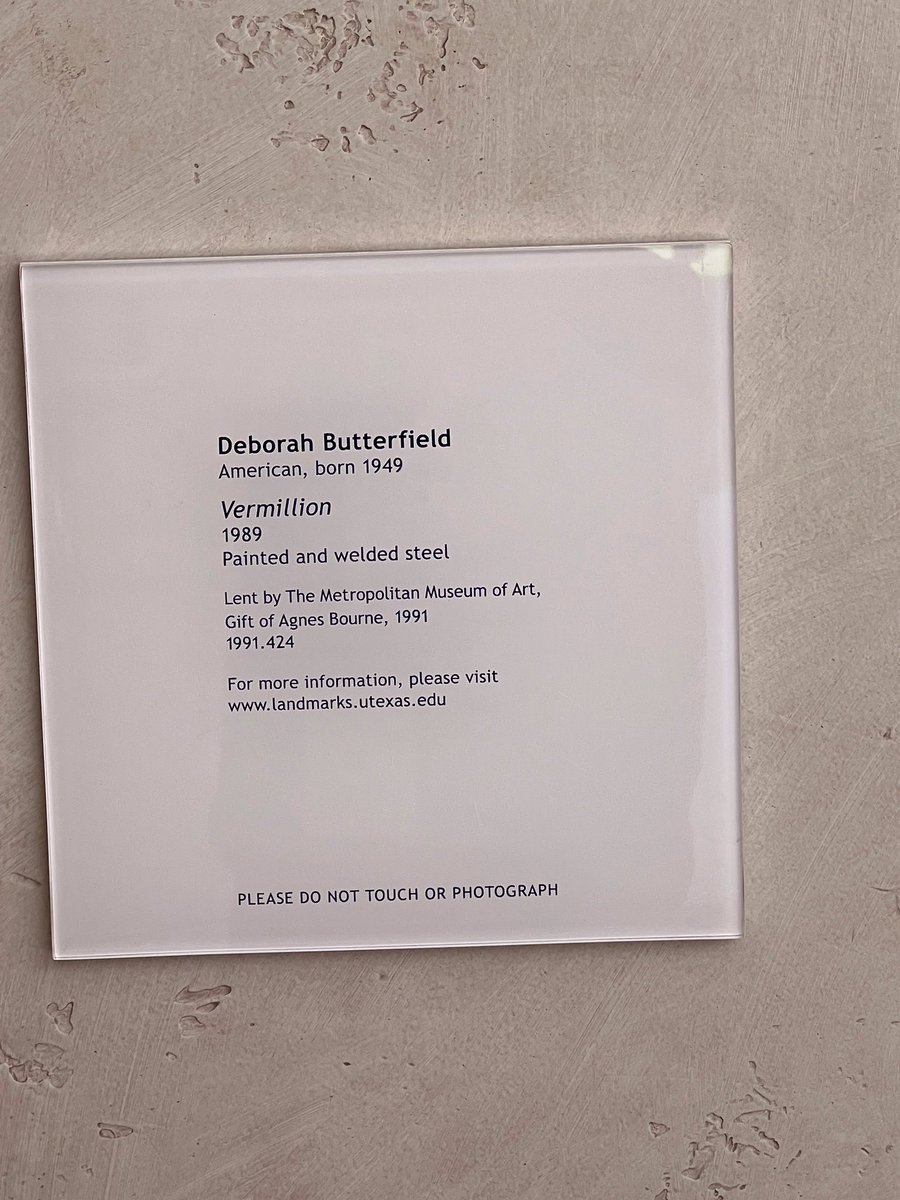 Deborah Butterfield
American, born 1949
Vermillion
1989
Painted and welded steel
Lent by The Metropolitan Museum of Art,
Gift of Agnes Bourne, 1991
1991.424
For more information, please visit
www.landmarks.utexas.edu
PLEASE DO NOT TOUCH OR PHOTOGRAPH